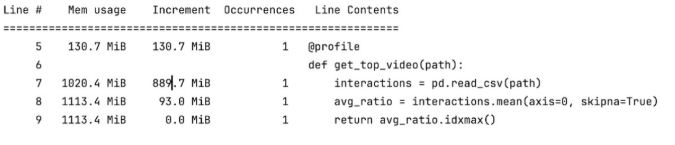 Line #    Mem usage    Increment  Occurrences   Line Contents
=============================================================
     5    130.7 MiB    130.7 MiB           1   @profile
     6                                         def get_top_video(path):
     7   1020.4 MiB    889.7 MiB           1       interactions = pd.read_csv(path)
     8   1113.4 MiB     93.0 MiB           1       avg_ratio = interactions.mean(axis=0, skipna=True)
     9   1113.4 MiB      0.0 MiB           1       return avg_ratio.idxmax()